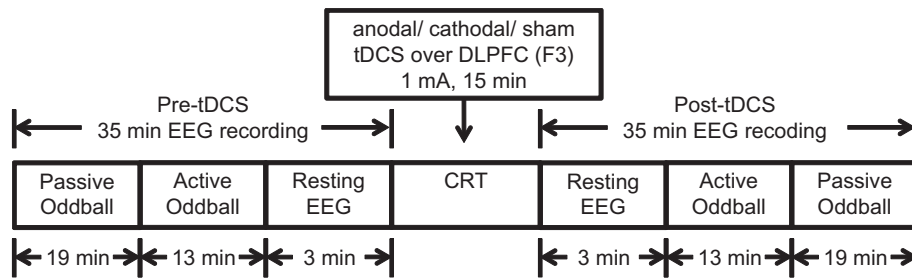 anodal/ cathodal/ sham
tDCS over DLPFC (F3)
1 mA, 15 min
Pre-tDCS
35 min EEG recording
Post-tDCS
35 min EEG recoding
Passive
Oddball
Active
Oddball
Resting
EEG
CRT
Resting
EEG
Active
Oddball
Passive
Oddball
19 min
13 min
3 min
3 min
13 min
19 min